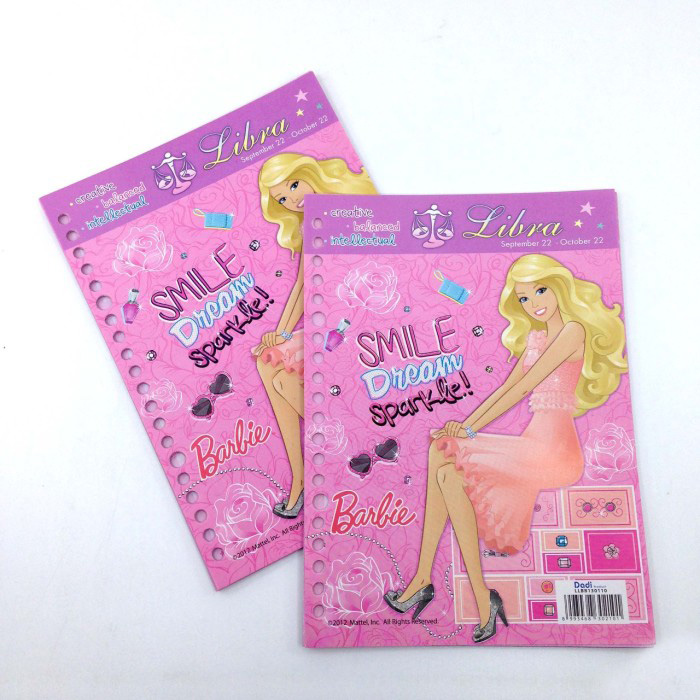 Libra
September 22 - October 22
creative
balanced
intellectual
SMILE
Dream
sparkle!!
Barbie
©2012 Mattel, Inc. All Rights
Libra
September 22 - October 22
creative
balanced
intellectual
SMILE
Dream
sparkle!!
Barbie
©2012 Mattel, Inc. All Rights Reserved
Dadi
LLBB130110